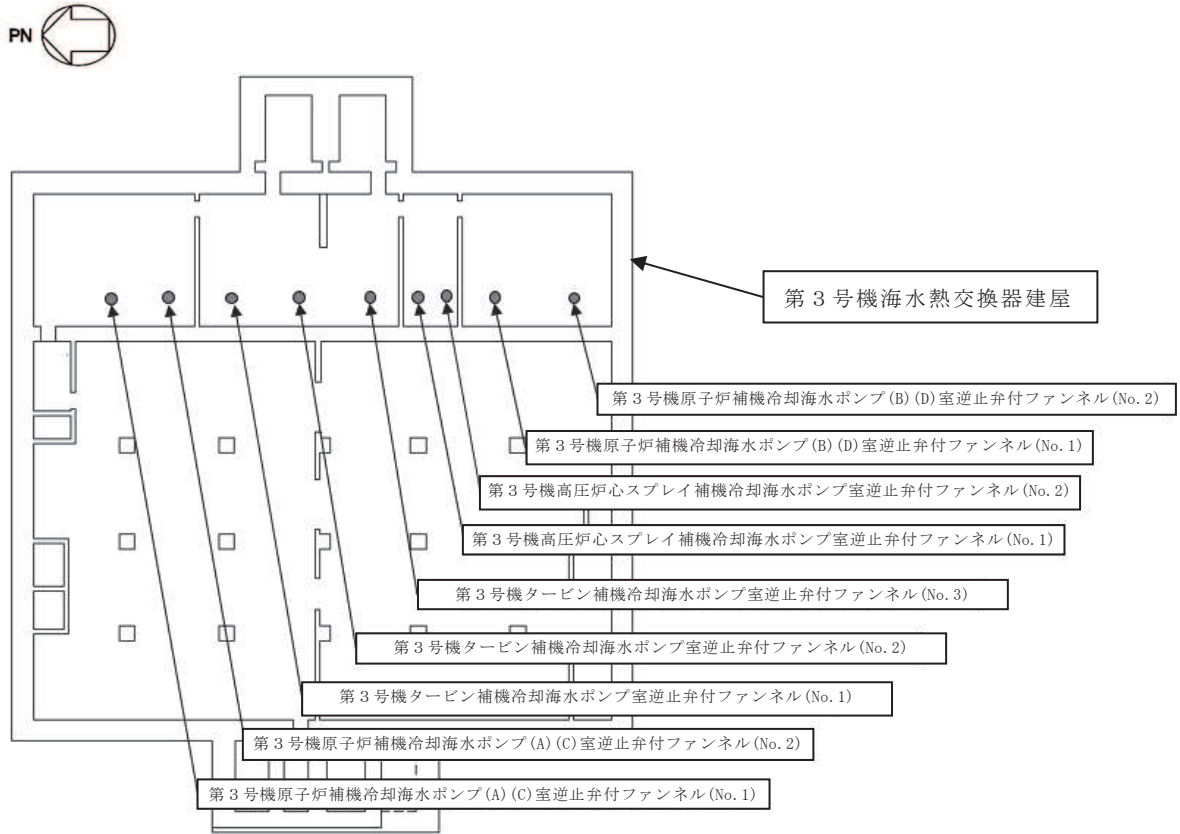 PN
第３号機海水熱交換器建屋
第３号機原子炉補機冷却海水ポンプ(B)(D)室逆止弁付ファンネル(No.2)
第３号機原子炉補機冷却海水ポンプ(B)(D)室逆止弁付ファンネル(No.1)
第３号機高圧炉心スプレイ補機冷却海水ポンプ室逆止弁付ファンネル(No.2)
第３号機高圧炉心スプレイ補機冷却海水ポンプ室逆止弁付ファンネル(No.1)
第３号機タービン補機冷却海水ポンプ室逆止弁付ファンネル(No.3)
第３号機タービン補機冷却海水ポンプ室逆止弁付ファンネル(No.2)
第３号機タービン補機冷却海水ポンプ室逆止弁付ファンネル(No.1)
第３号機原子炉補機冷却海水ポンプ(A)(C)室逆止弁付ファンネル(No.2)
第３号機原子炉補機冷却海水ポンプ(A)(C)室逆止弁付ファンネル(No.1)